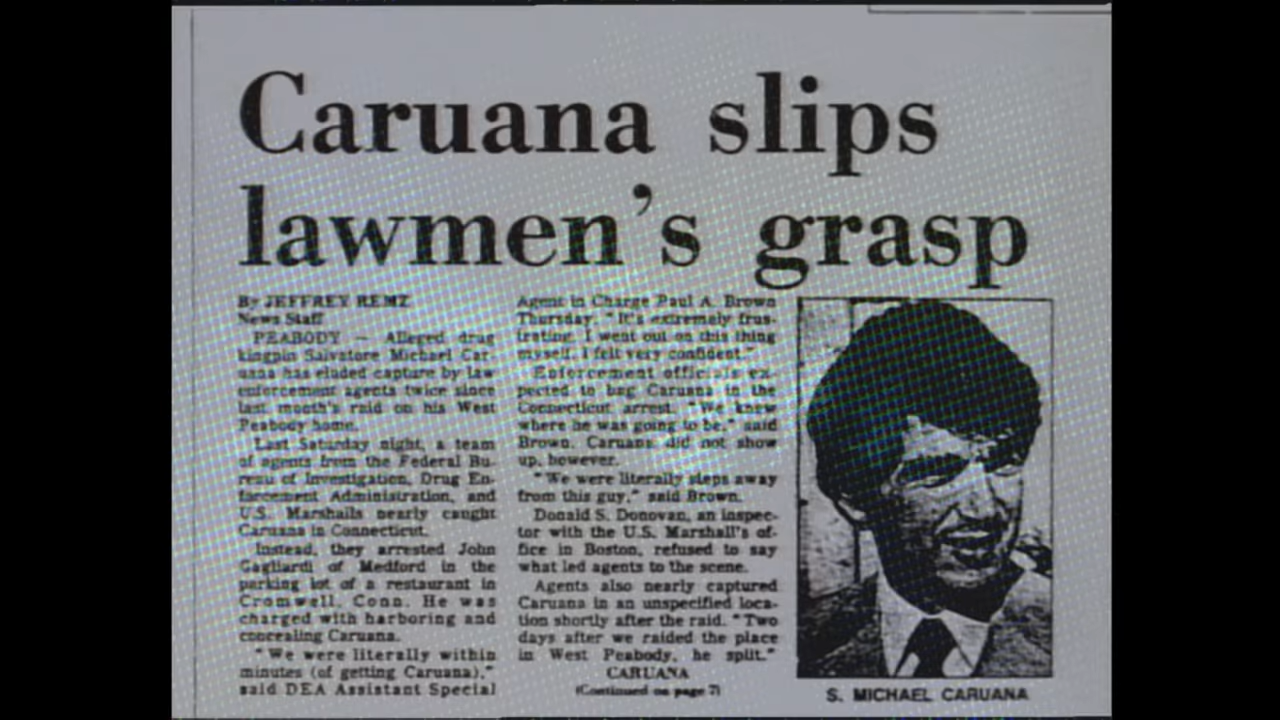 Caruana slips
lawmen's grasp
By JEFFREY REMZ
News Staff
PEABODY — Alleged drug
kingpin Salvatore Michael Car-
uana has eluded capture by law
enforcement agents twice since
last month's raid on his West
Peabody home.
Last Saturday night, a team
of agents from the Federal Bu-
reau of Investigation, Drug En-
forcement Administration, and
U.S. Marshalls nearly caught
Caruana in Connecticut.
Instead, they arrested John
Gagliardi of Medford in the
parking lot of a restaurant in
Cromwell, Conn. He was
charged with harboring and
concealing Caruana.
"We were literally within
minutes (of getting Caruana),"
said DEA Assistant Special
Agent in Charge Paul A. Brown
Thursday. "It's extremely frus-
trating. I went out on this thing
myself. I felt very confident."
Enforcement officials ex-
pected to bag Caruana in the
Connecticut arrest. "We knew
where he was going to be," said
Brown. Caruana did not show
up, however.
"We were literally steps away
from this guy," said Brown.
Donald S. Donovan, an inspec-
tor with the U.S. Marshall's of-
fice in Boston, refused to say
what led agents to the scene.
Agents also nearly captured
Caruana in an unspecified loca-
tion shortly after the raid. "Two
days after we raided the place
in West Peabody, he split."
CARUANA
(Continued on page 7)
S. MICHAEL CARUANA